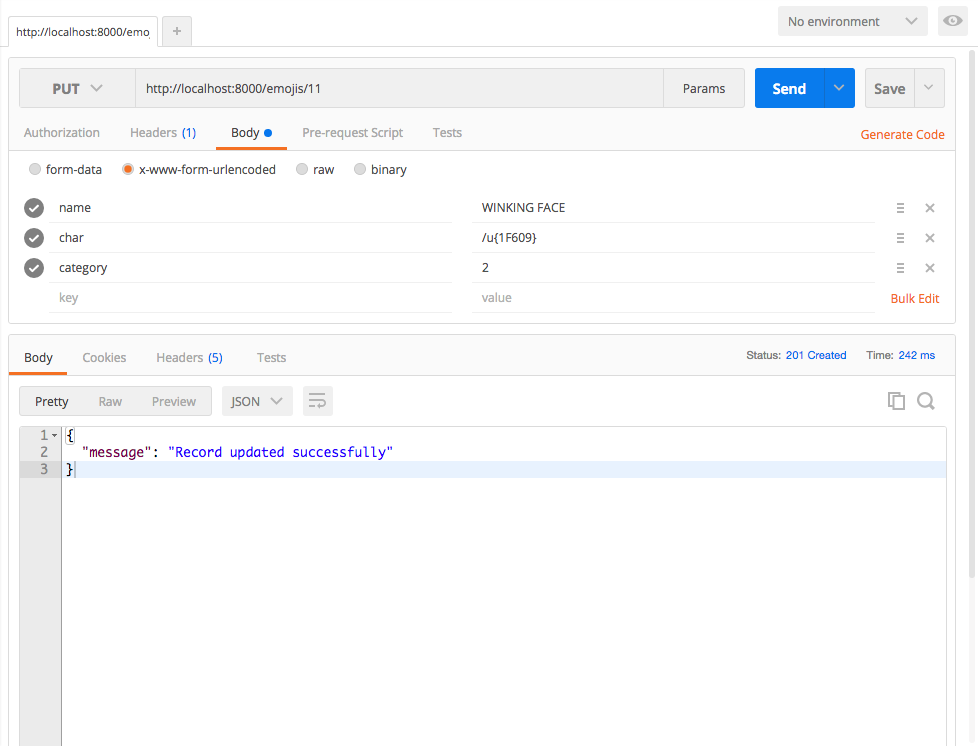 http://localhost:8000/emo
+
No environment
PUT http://localhost:8000/emojis/11 Params Send Save
Authorization Headers (1) Body Pre-request Script Tests Generate Code
form-data x-www-form-urlencoded raw binary
name WINKING FACE
char /u{1F609}
category 2
key value Bulk Edit
Body Cookies Headers (5) Tests Status: 201 Created Time: 242 ms
Pretty Raw Preview JSON
1 {
2 "message": "Record updated successfully"
3 }